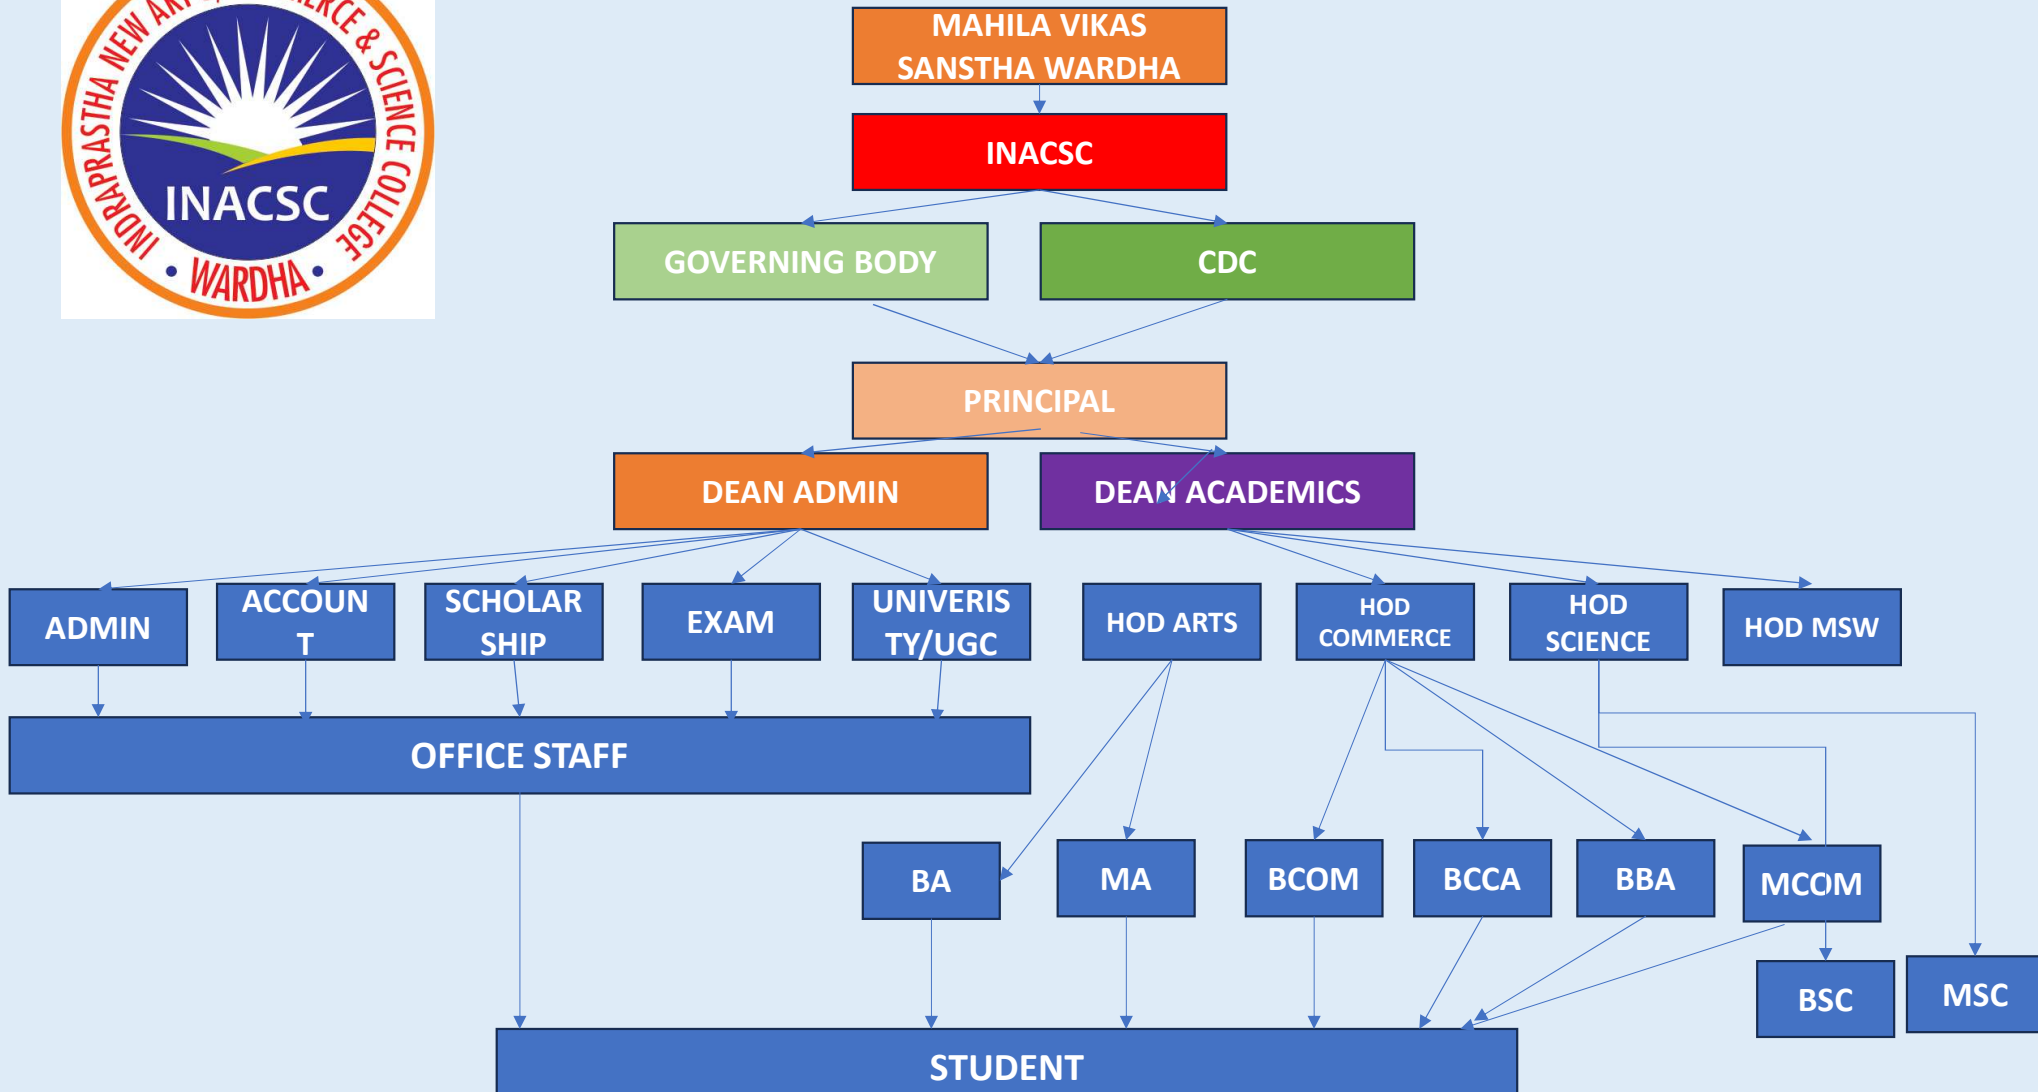 INDRAPRASTHA NEW ARTS, COMMERCE & SCIENCE COLLEGE
INACSC
• WARDHA •
MAHILA VIKAS
SANSTHA WARDHA
INACSC
GOVERNING BODY
CDC
PRINCIPAL
DEAN ADMIN
DEAN ACADEMICS
ADMIN
ACCOUN
T
SCHOLAR
SHIP
EXAM
UNIVERIS
TY/UGC
HOD ARTS
HOD
COMMERCE
HOD
SCIENCE
HOD MSW
OFFICE STAFF
BA
MA
BCOM
BCCA
BBA
MCOM
BSC
MSC
STUDENT